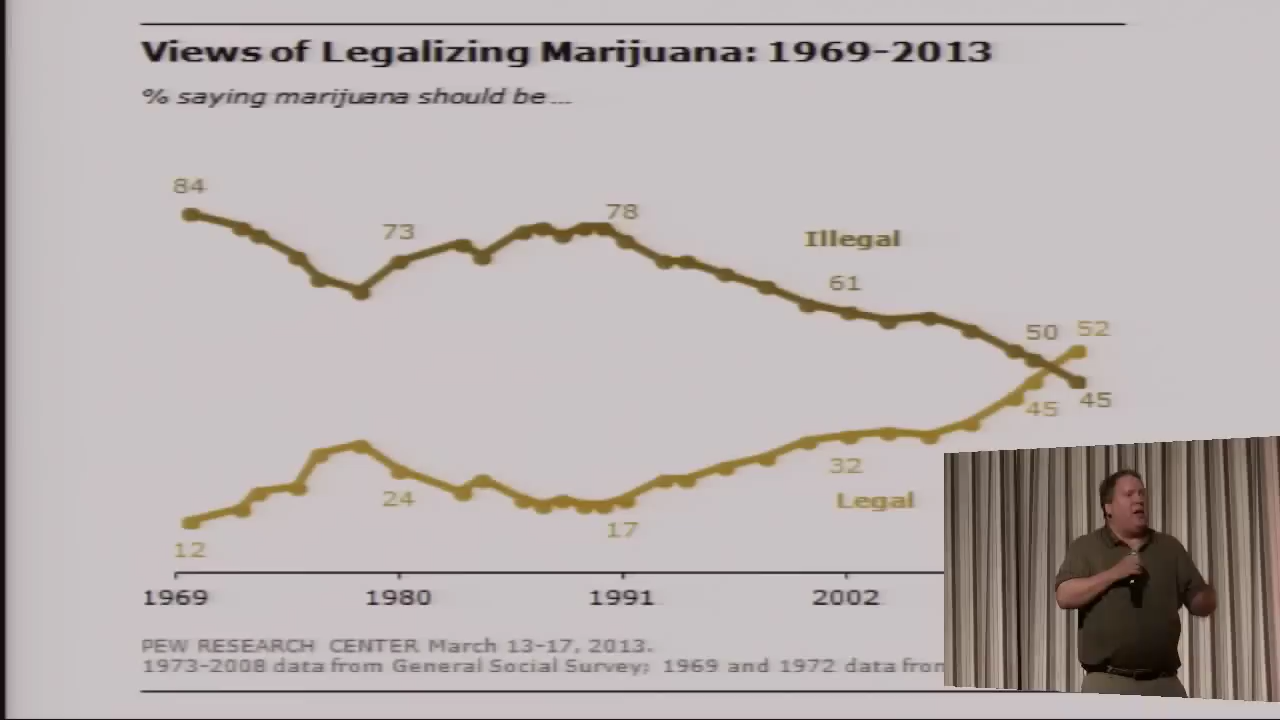 Views of Legalizing Marijuana: 1969-2013
% saying marijuana should be ...
84
73
78
Illegal
61
50
52
45
45
32
24
Legal
17
12
1969
1980
1991
2002
PEW RESEARCH CENTER March 13-17, 2013.
1973-2008 data from General Social Survey; 1969 and 1972 data from